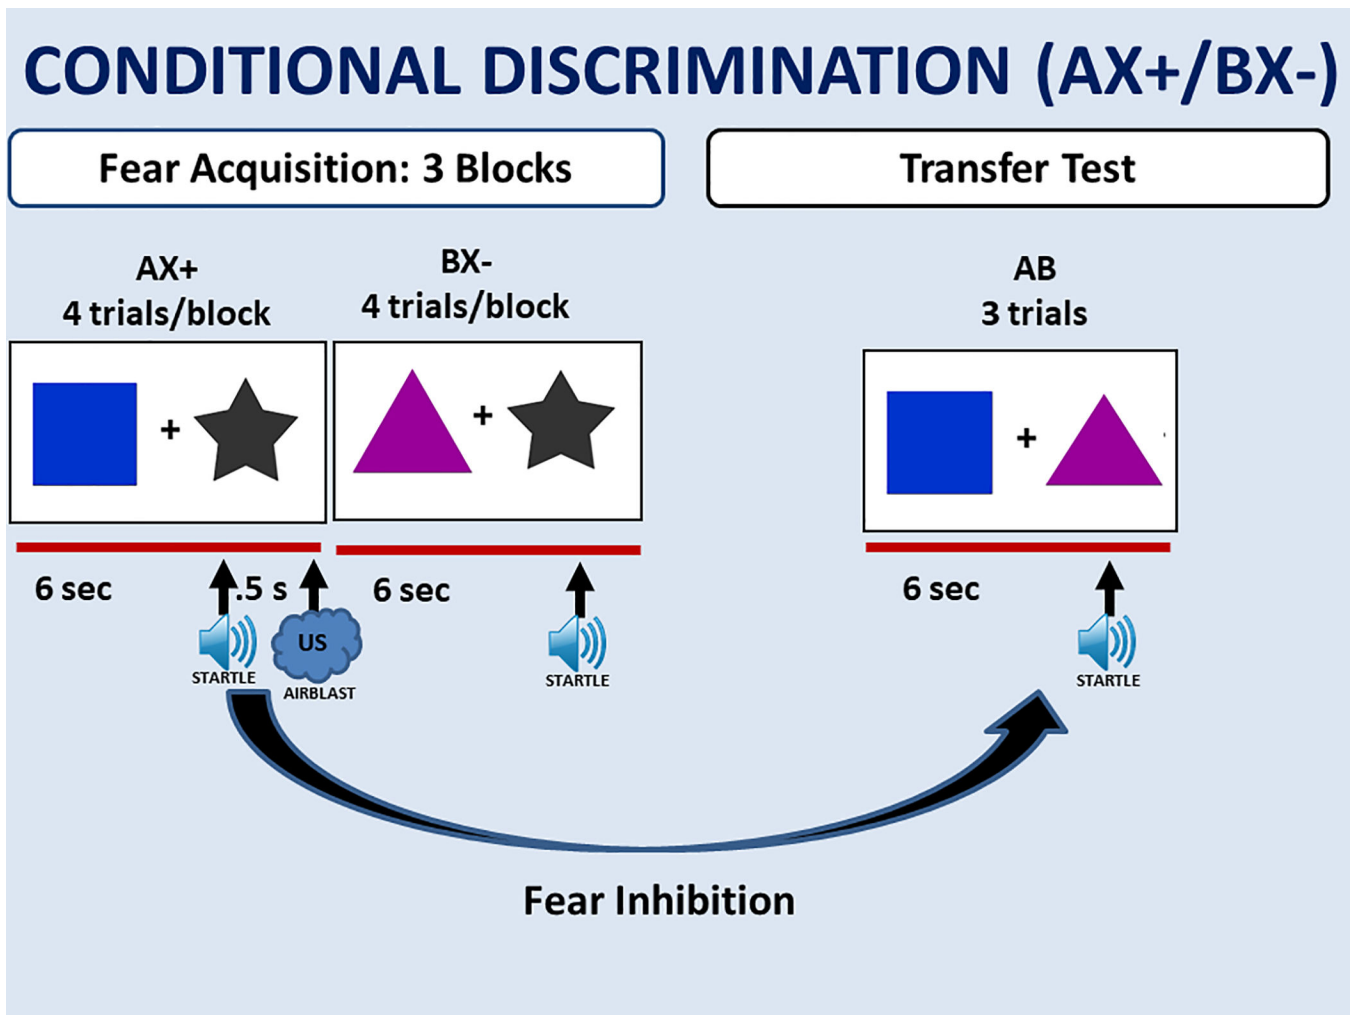 CONDITIONAL DISCRIMINATION (AX+/BX-)
Fear Acquisition: 3 Blocks
Transfer Test
AX+
4 trials/block
BX-
4 trials/block
AB
3 trials
+
+
+
6 sec
.5 s
6 sec
6 sec
US
STARTLE
AIRBLAST
STARTLE
STARTLE
Fear Inhibition